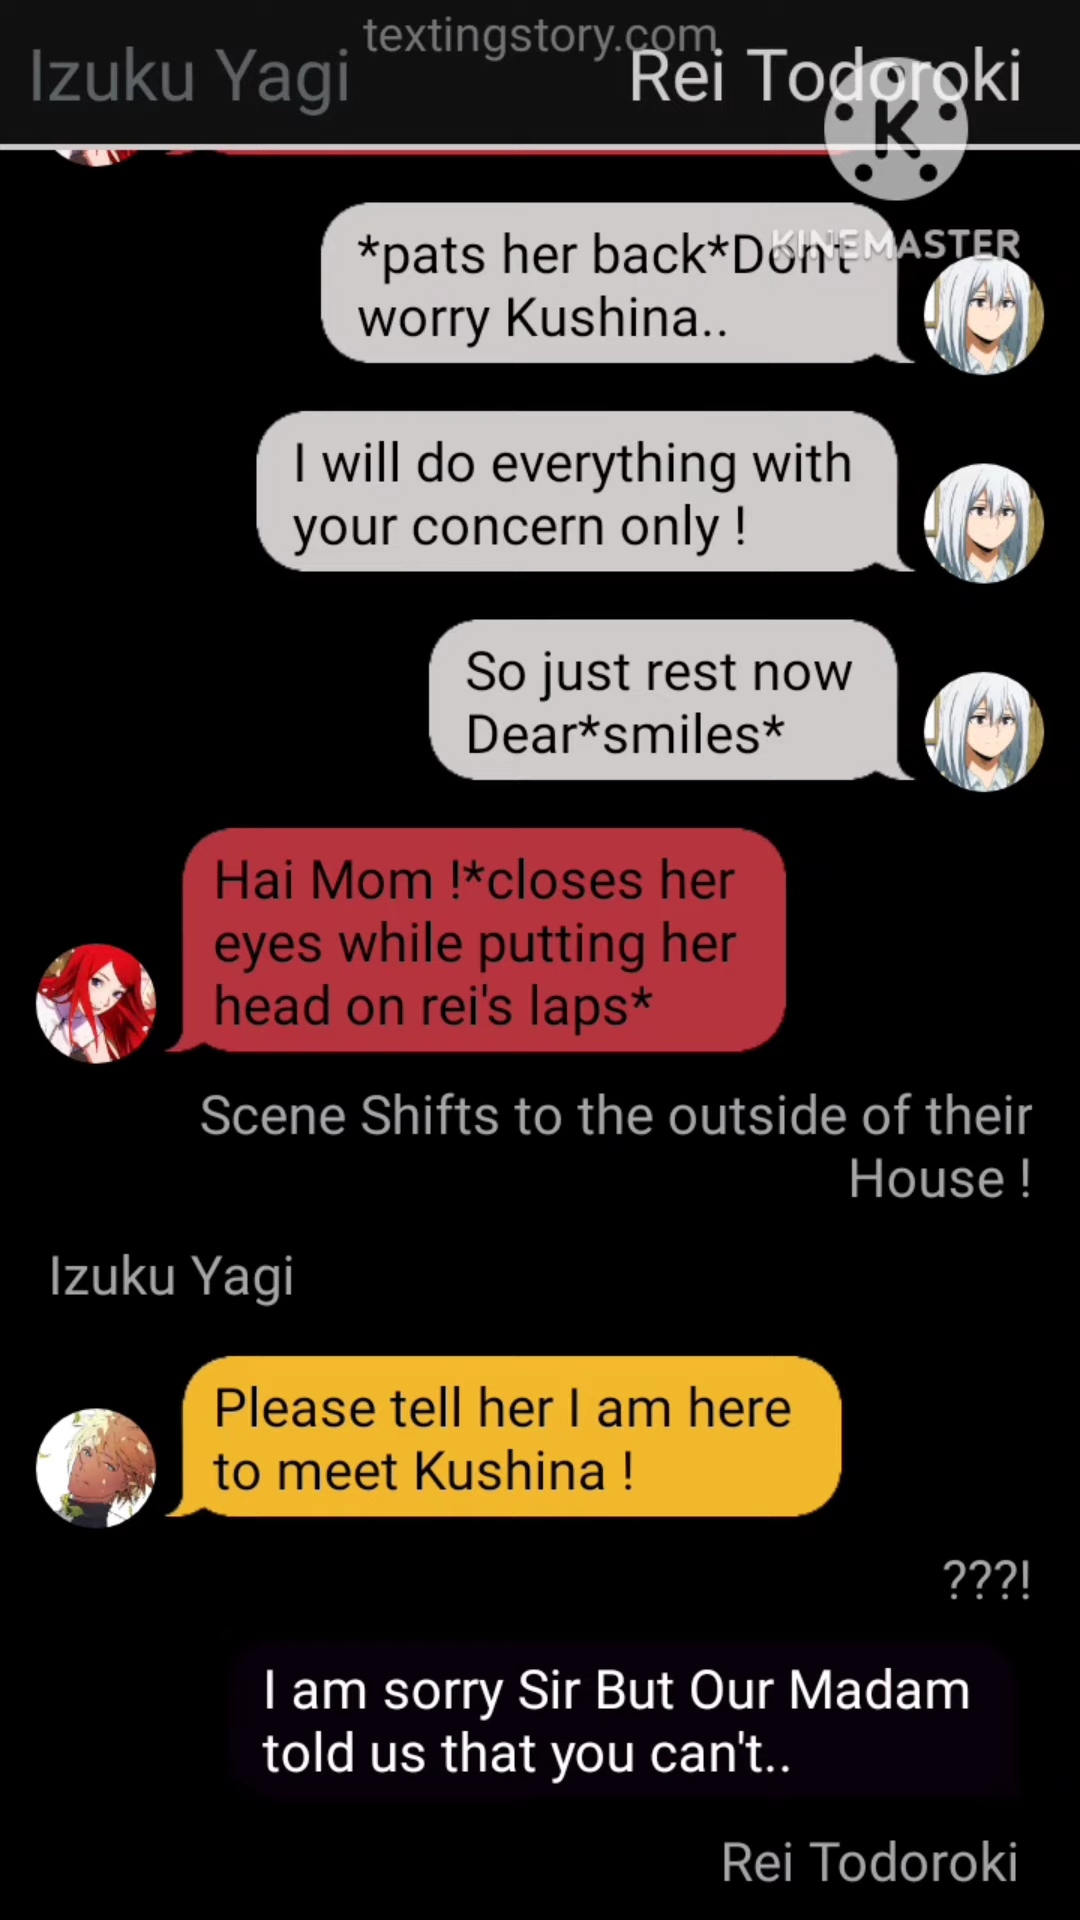 textingstory.com
Izuku Yagi
Rei Todoroki
K
KINEMASTER
*pats her back*Don't
worry Kushina..
I will do everything with
your concern only !
So just rest now
Dear*smiles*
Hai Mom !*closes her
eyes while putting her
head on rei's laps*
Scene Shifts to the outside of their
House !
Izuku Yagi
Please tell her I am here
to meet Kushina !
???!
I am sorry Sir But Our Madam
told us that you can't..
Rei Todoroki